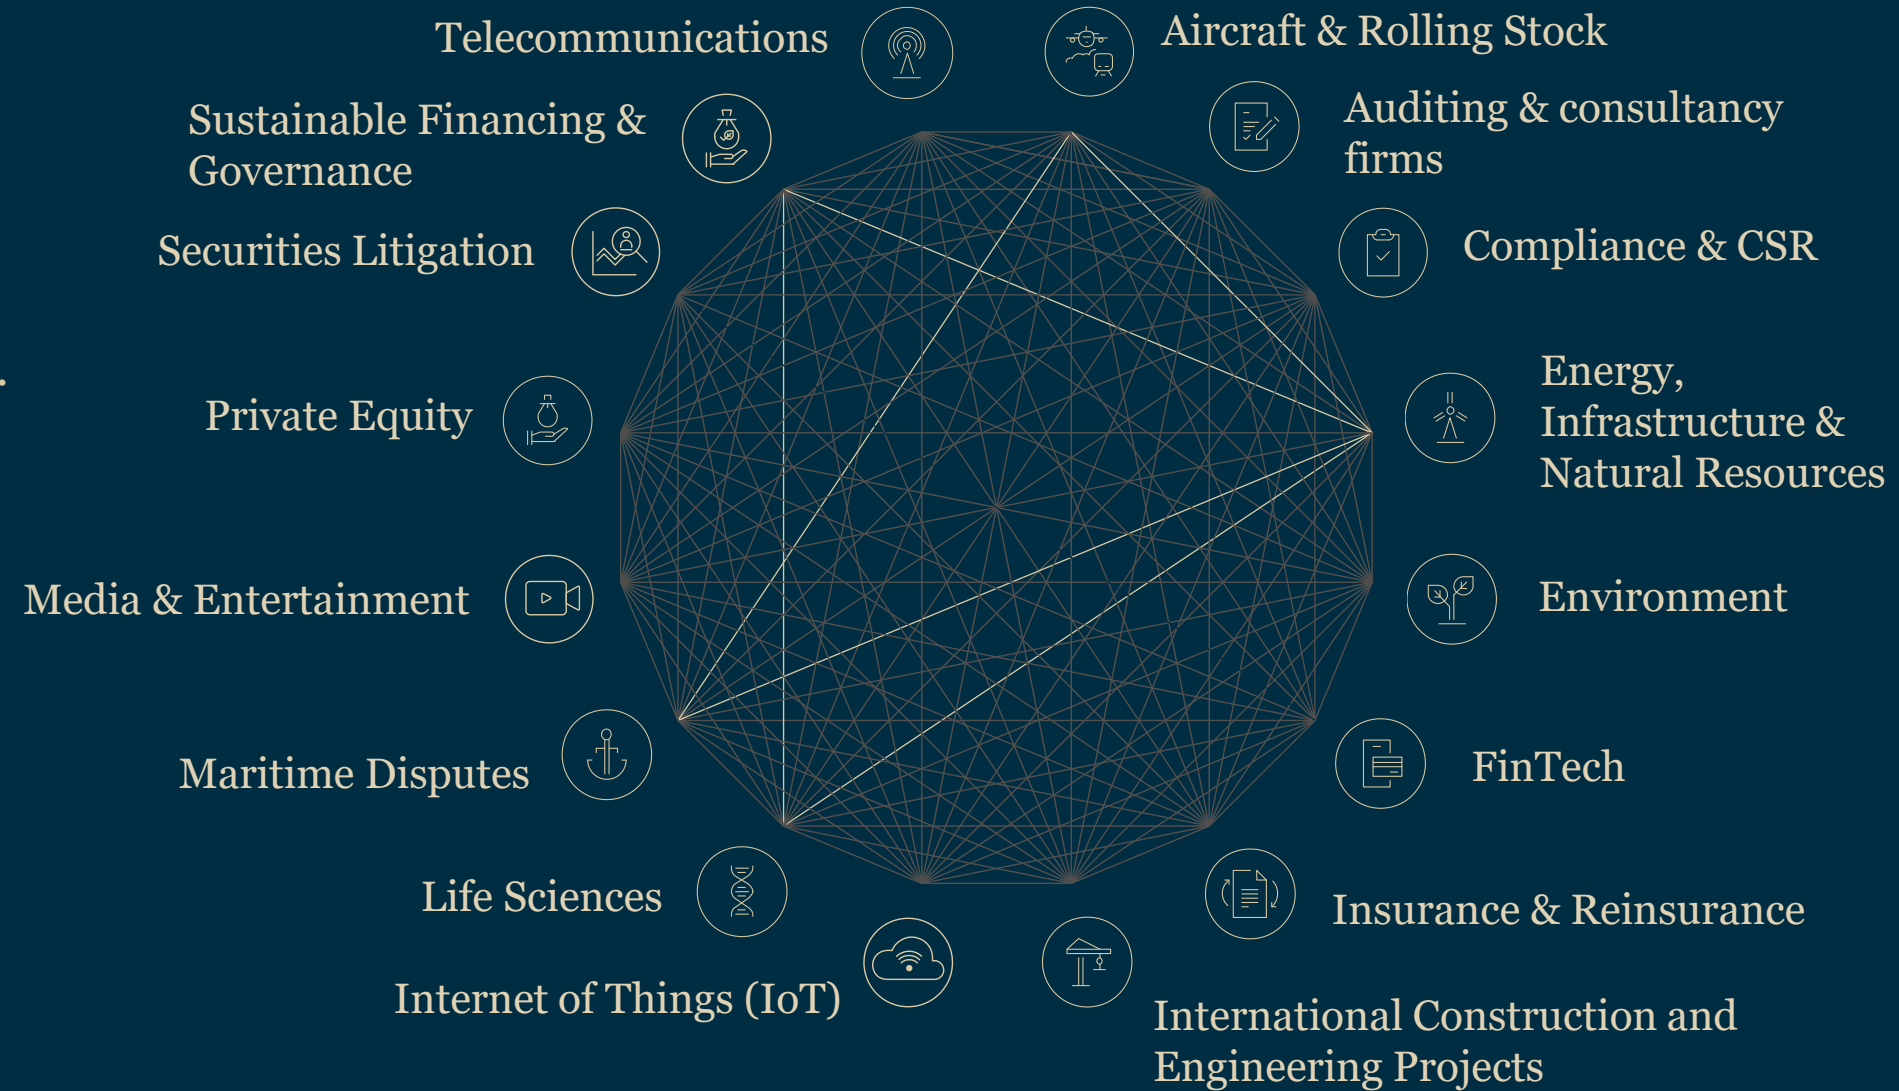 Telecommunications
Aircraft & Rolling Stock
Sustainable Financing &
Governance
Auditing & consultancy
firms
Securities Litigation
Compliance & CSR
Private Equity
Energy,
Infrastructure &
Natural Resources
Media & Entertainment
Environment
Maritime Disputes
FinTech
Life Sciences
Insurance & Reinsurance
Internet of Things (IoT)
International Construction and
Engineering Projects